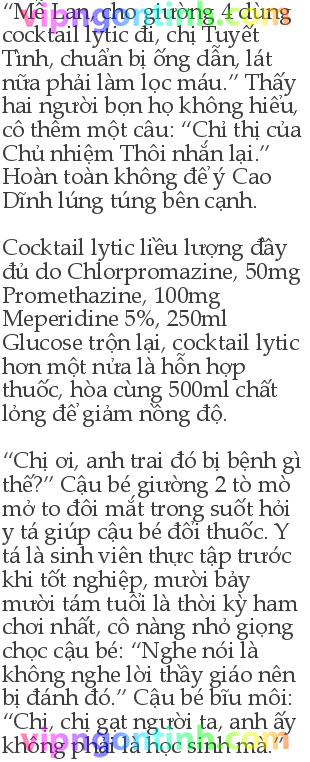 “Mễ Lan, cho giường 4 dùng
cocktail lytic đi, chị Tuyết
Tình, chuẩn bị ống dẫn, lát
nữa phải làm lọc máu.” Thấy
hai người bọn họ không hiểu,
cô thêm một câu: “Chỉ thị của
Chủ nhiệm Thôi nhắn lại.”
Hoàn toàn không để ý Cao
Dĩnh lúng túng bên cạnh.
Cocktail lytic liều lượng đầy
đủ do Chlorpromazine, 50mg
Promethazine, 100mg
Meperidine 5%, 250ml
Glucose trộn lại, cocktail lytic
hơn một nửa là hỗn hợp
thuốc, hòa cùng 500ml chất
lỏng để giảm nồng độ.
“Chị ơi, anh trai đó bị bệnh gì
thế?” Cậu bé giường 2 tò mò
mở to đôi mắt trong suốt hỏi
y tá giúp cậu bé đổi thuốc. Y
tá là sinh viên thực tập trước
khi tốt nghiệp, mười bảy
mười tám tuổi là thời kỳ ham
chơi nhất, cô nàng nhỏ giọng
chọc cậu bé: “Nghe nói là
không nghe lời thầy giáo nên
bị đánh đó.” Cậu bé bĩu môi:
“Chị, chị gạt người ta, anh ấy
không phải là học sinh mà.”
vipngontinh.com
vipngontinh.com